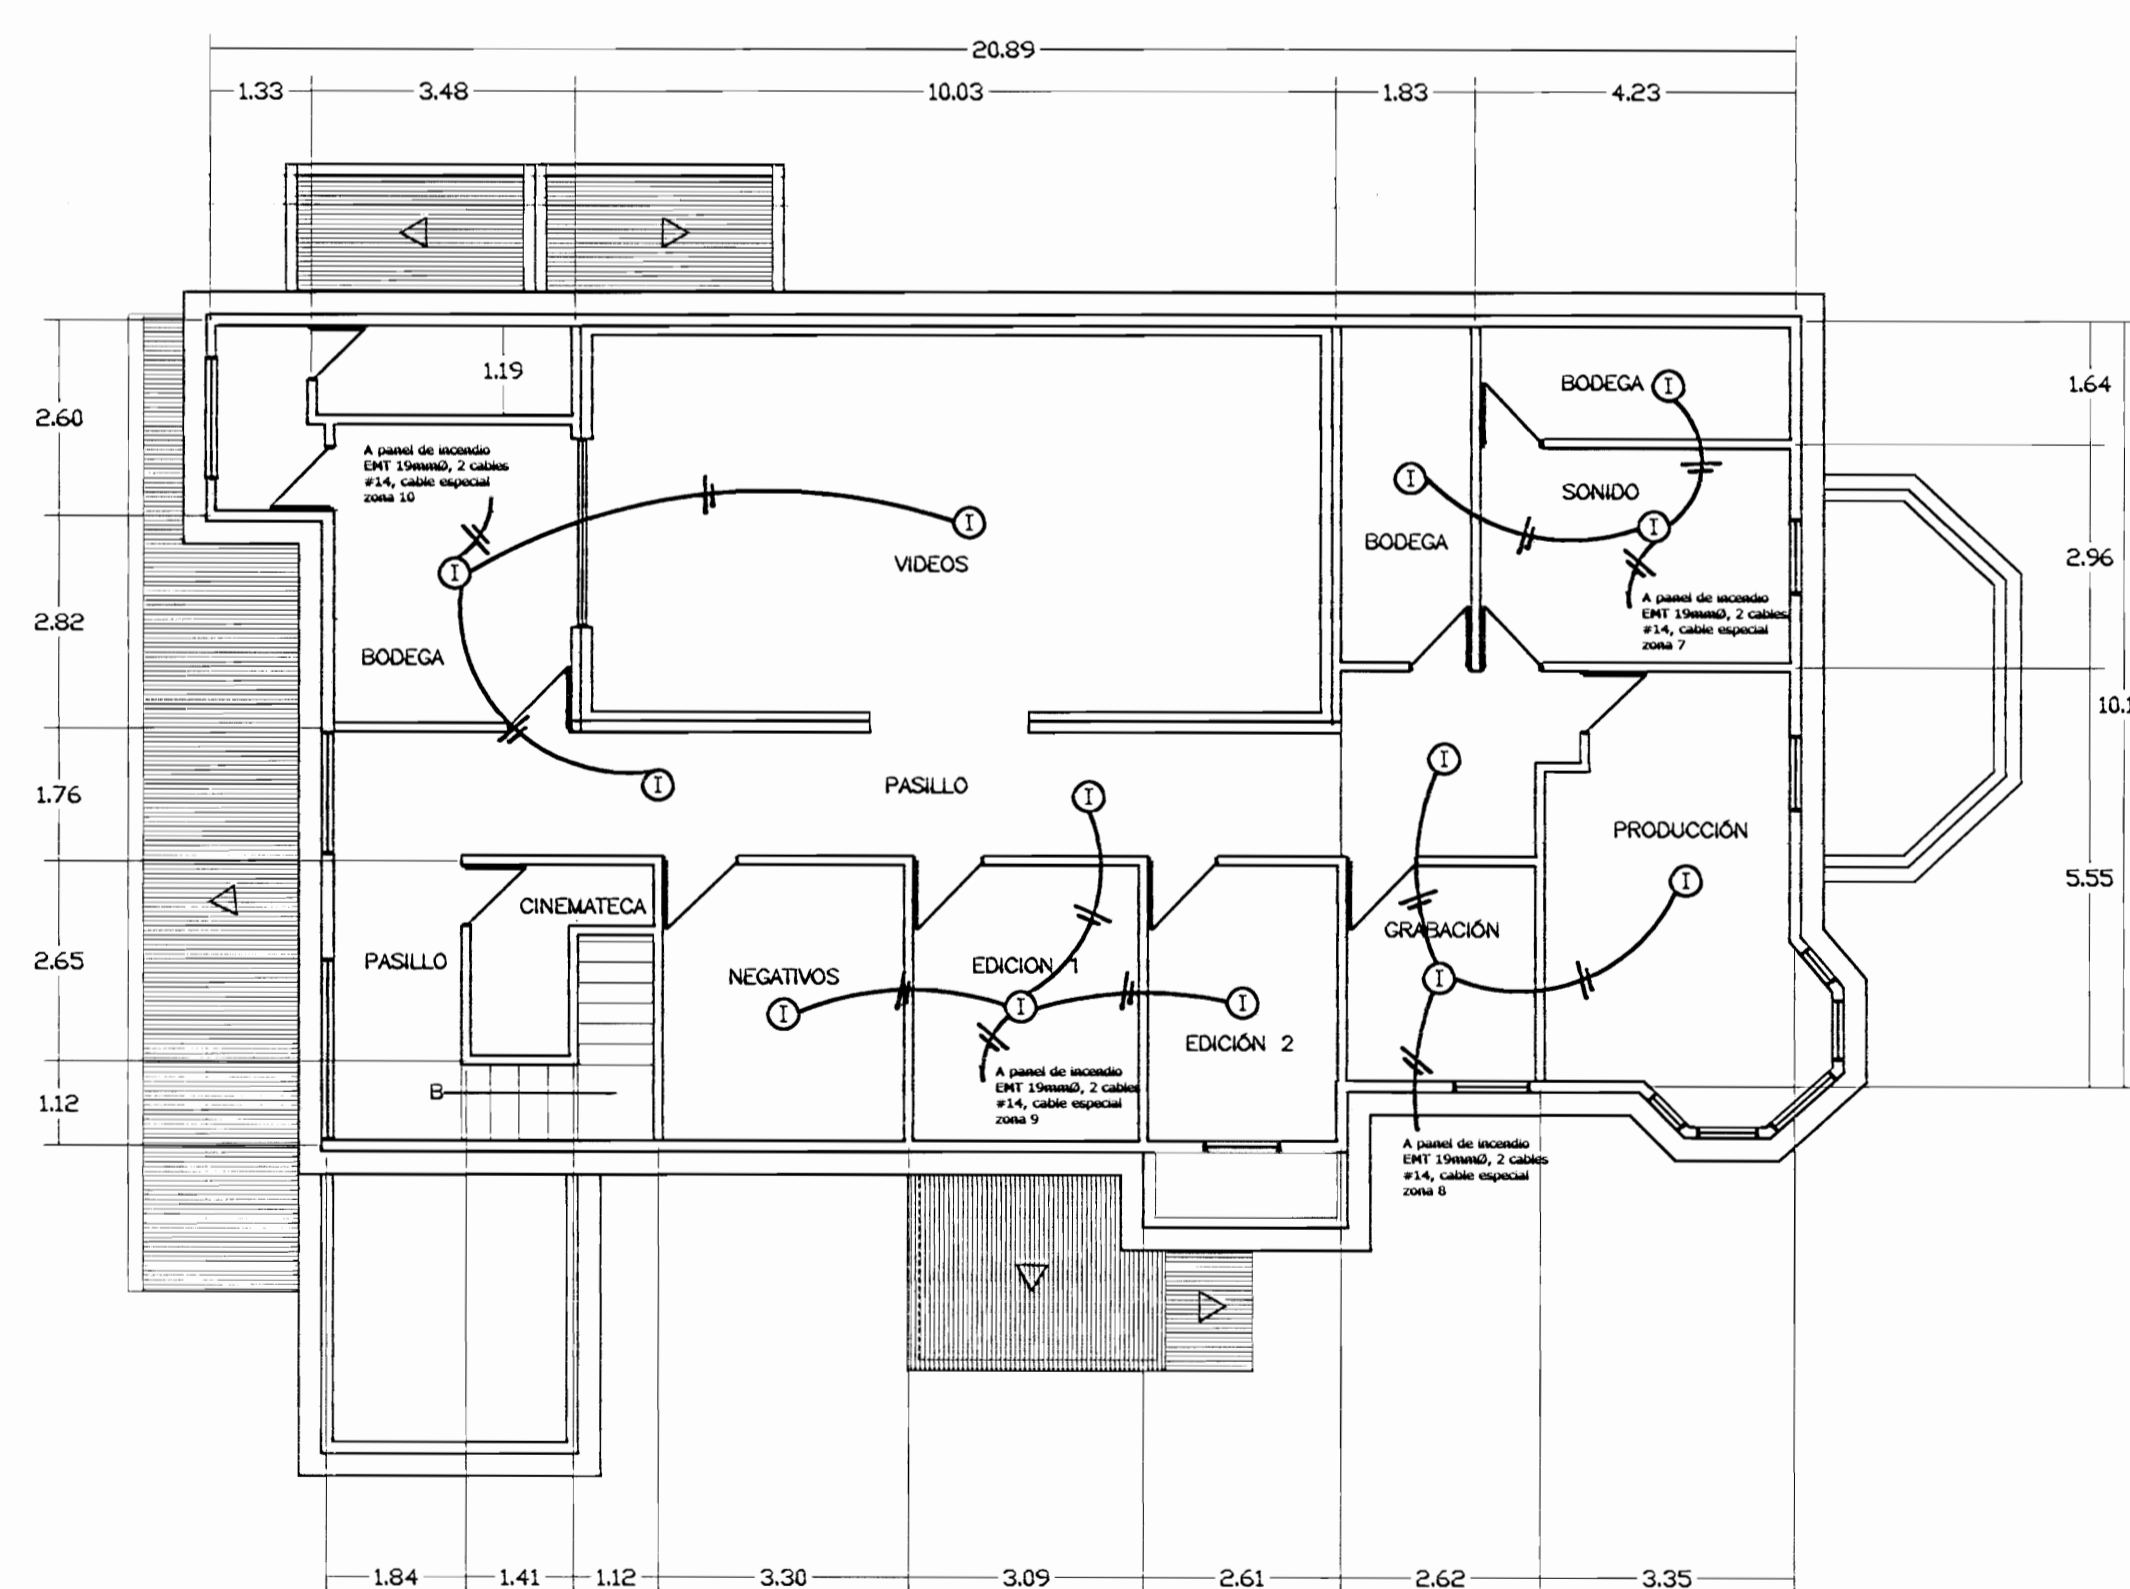 20.89
1.33 3.48 10.03 1.83 4.23
1.19
BODEGA
1.64
2.60
A panel de incendio
EMT 19mmØ, 2 cables
#14, cable especial
zona 10
I
I
I
I
I
SONIDO
VIDEOS
BODEGA
2.96
I
A panel de incendio
EMT 19mmØ, 2 cables
#14, cable especial
zona 7
2.82
BODEGA
I
I
I
PASILLO
1.76
PRODUCCIÓN
I
5.55
CINEMATECA
GRABACIÓN
2.65
PASILLO
NEGATIVOS
EDICION 1
I
I
I
I
EDICIÓN 2
A panel de incendio
EMT 19mmØ, 2 cables
#14, cable especial
zona 9
B
1.12
A panel de incendio
EMT 19mmØ, 2 cables
#14, cable especial
zona 8
1.84 1.41 1.12 3.30 3.09 2.61 2.62 3.35